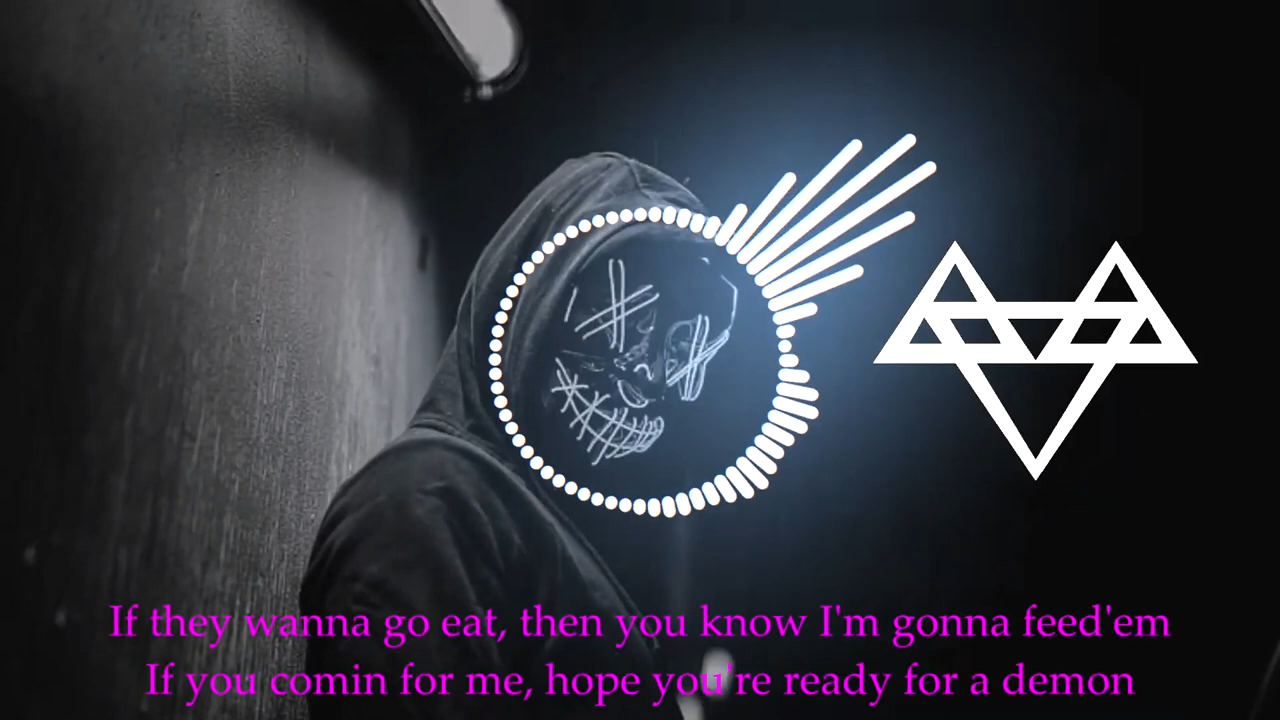 If they wanna go eat, then you know I'm gonna feed'em
If you comin for me, hope you're ready for a demon